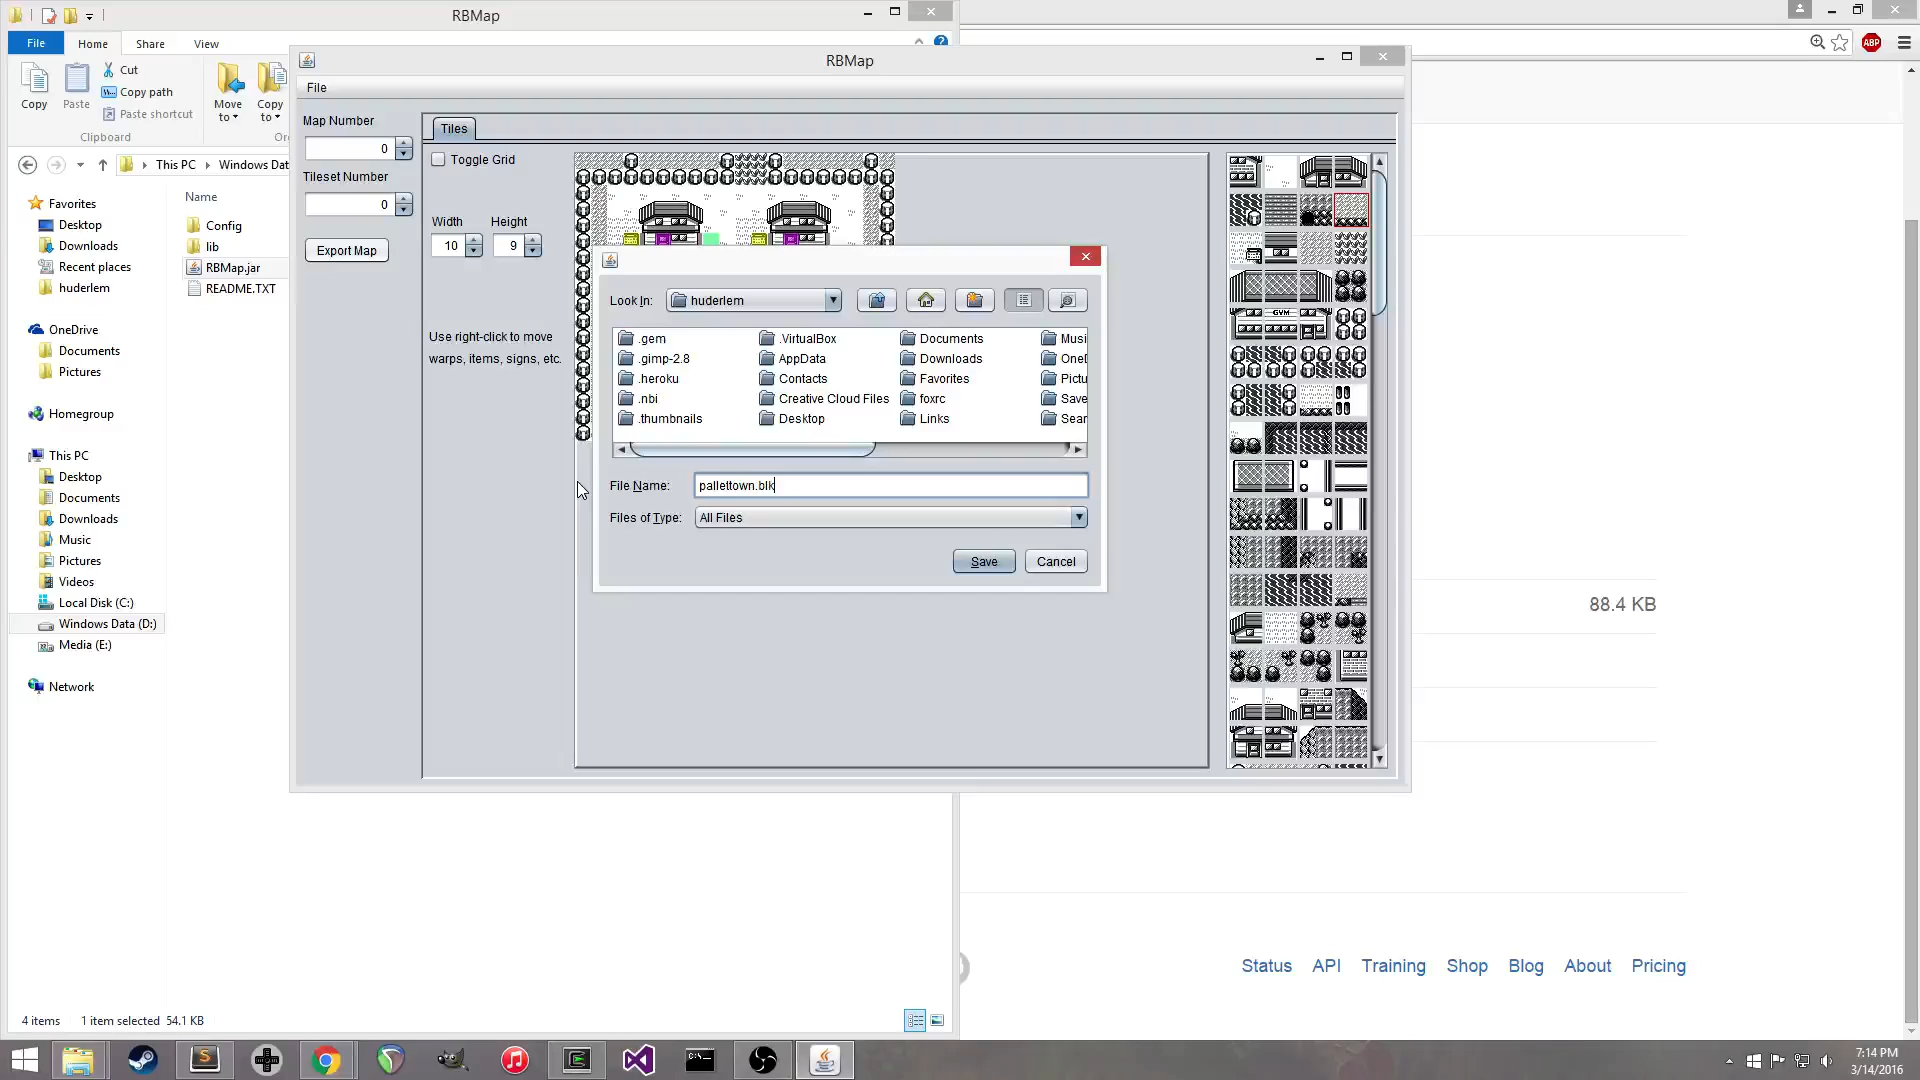 RBMap
File
Home
Share
View
Copy
Paste
Cut
Copy path
Paste shortcut
Move to
Copy to
Clipboard
This PC
Windows Dat
Favorites
Desktop
Downloads
Recent places
huderlem
OneDrive
Documents
Pictures
Homegroup
This PC
Desktop
Documents
Downloads
Music
Pictures
Videos
Local Disk (C:)
Windows Data (D:)
Media (E:)
Network
Name
Config
lib
RBMap.jar
README.TXT
4 items
1 item selected 54.1 KB
RBMap
File
Map Number
0
Tileset Number
0
Export Map
Tiles
Toggle Grid
Width
Height
10
9
Use right-click to move
warps, items, signs, etc.
GYM
Look In:
huderlem
.gem
.VirtualBox
Documents
Musi
.gimp-2.8
AppData
Downloads
.heroku
Contacts
Favorites
Pictu
.nbi
Creative Cloud Files
foxrc
Save
.thumbnails
Desktop
Links
Sear
File Name:
pallettown.blk
Files of Type:
All Files
Save
Cancel
ABP
88.4 KB
Status
API
Training
Shop
Blog
About
Pricing
7:14 PM
3/14/2016